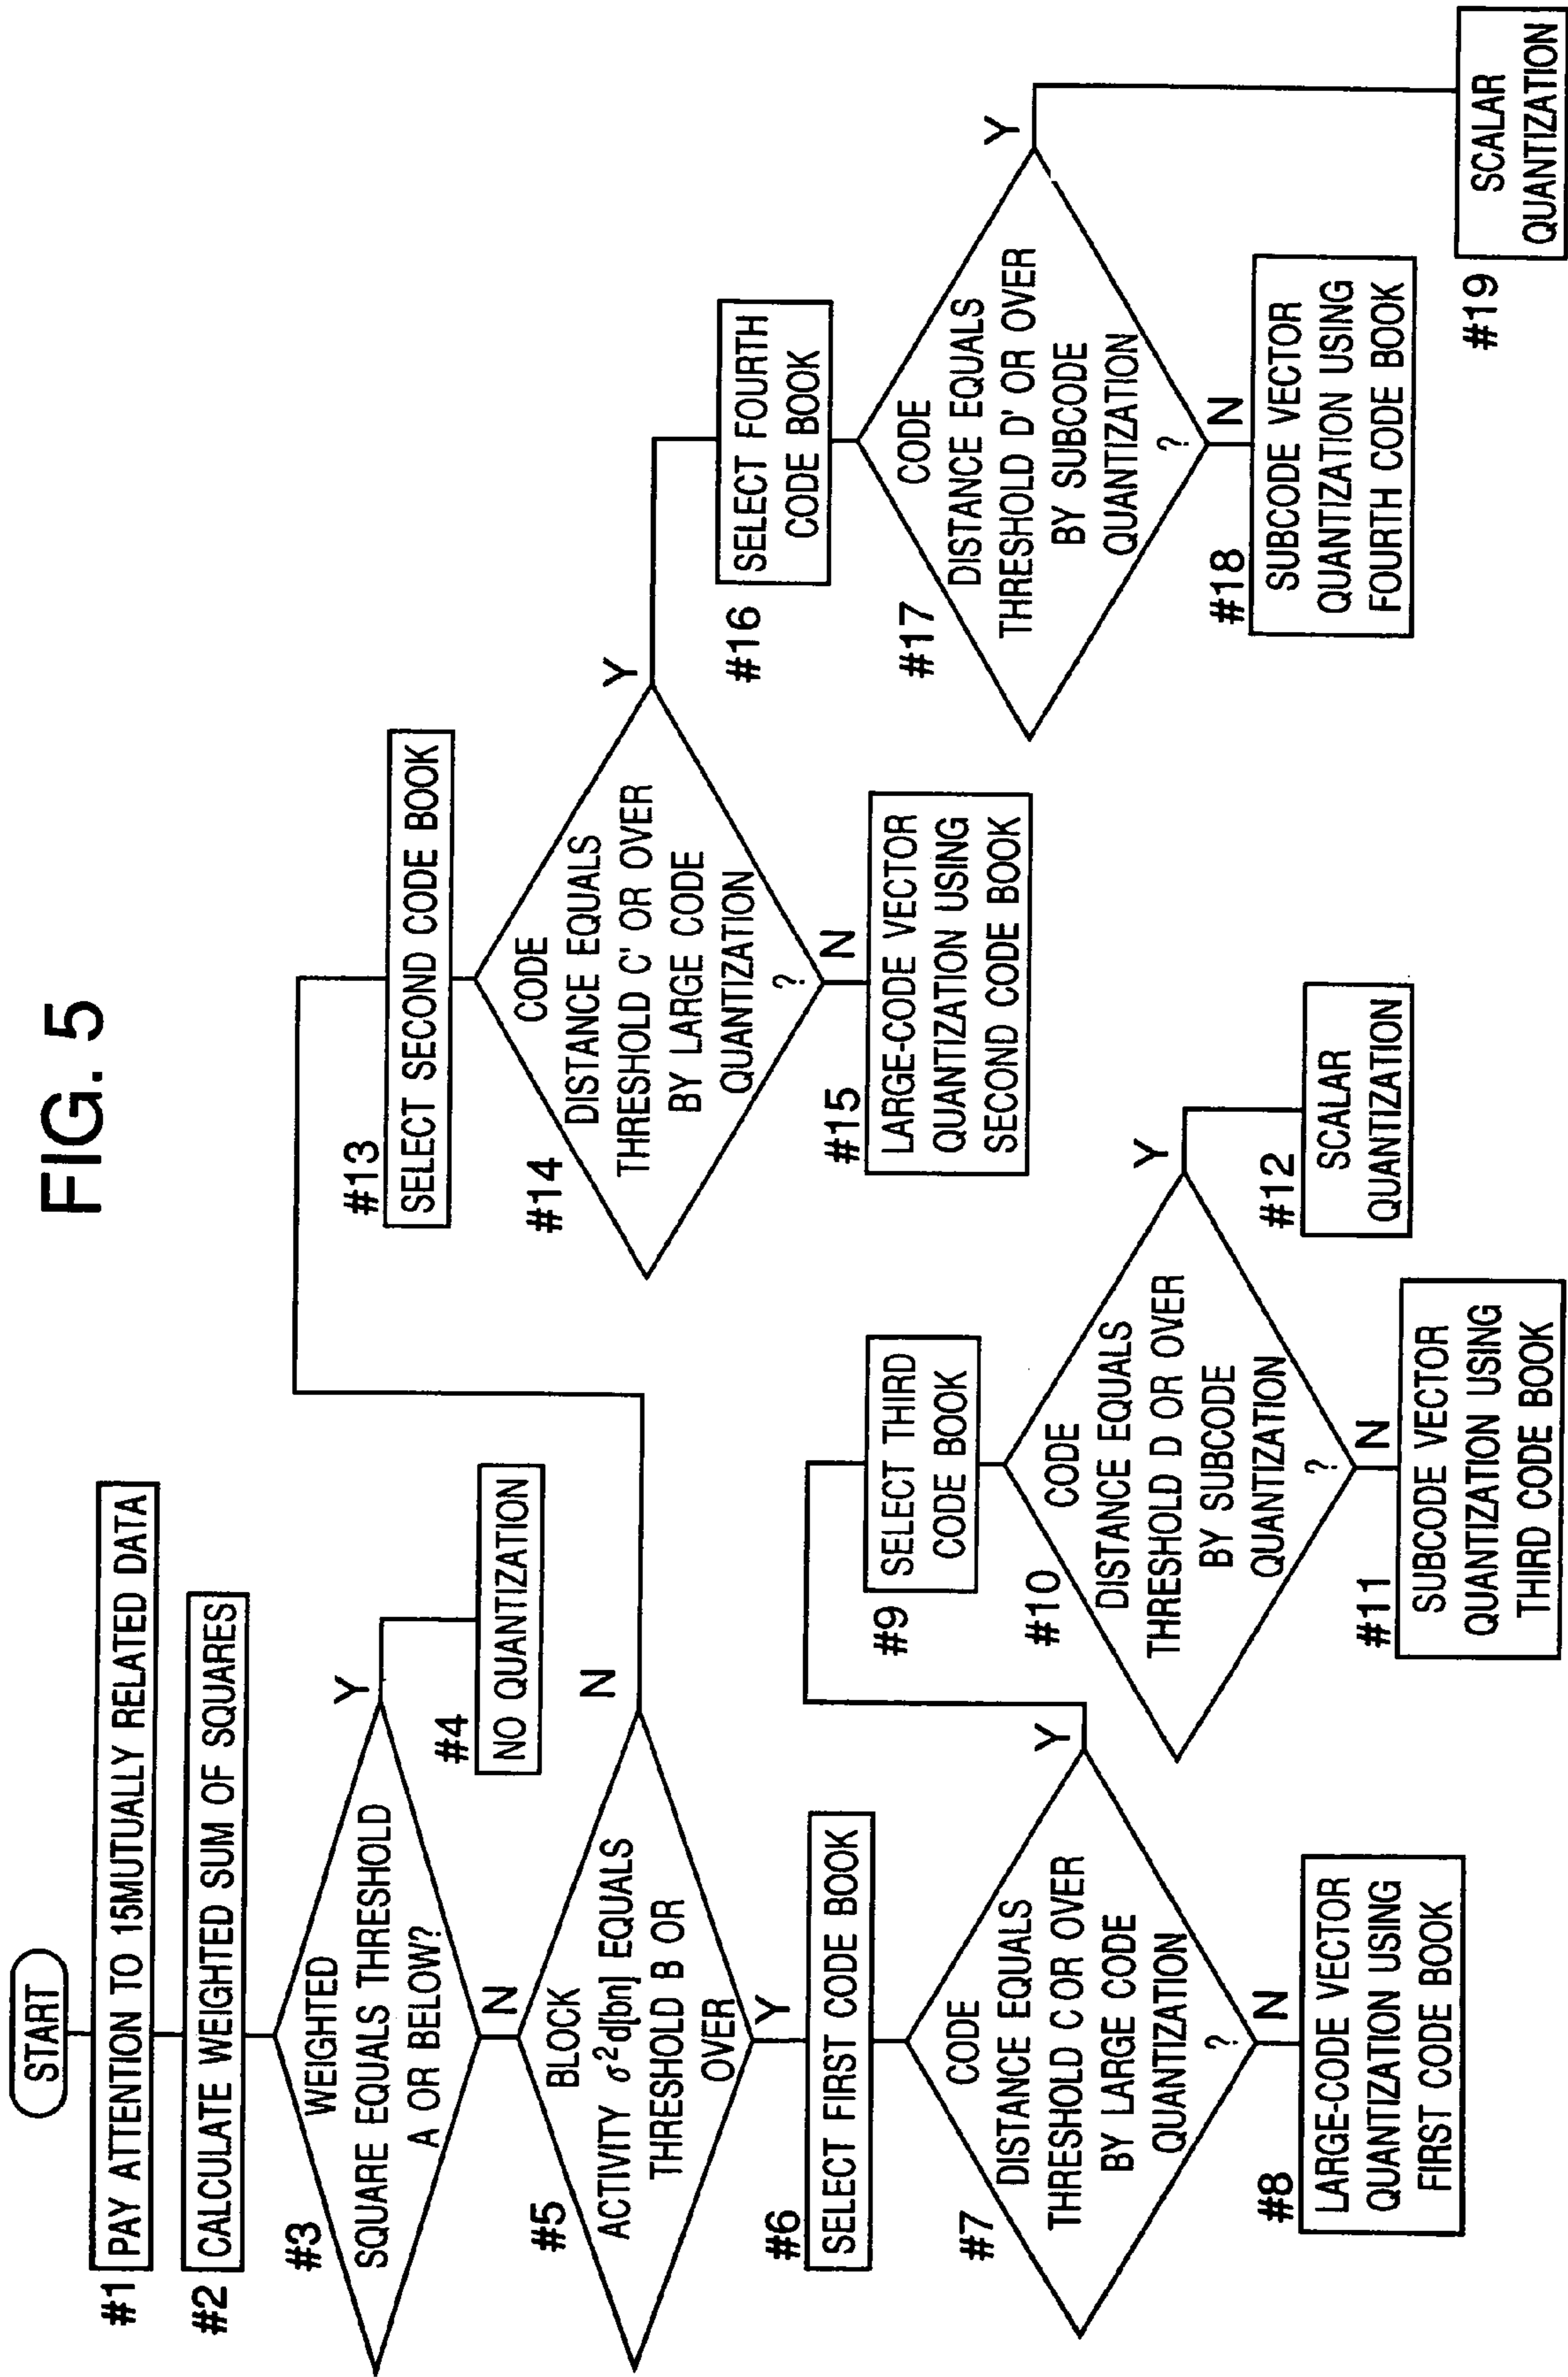 FIG. 5
START
#1
PAY ATTENTION TO 15MUTUALLY RELATED DATA
#2
CALCULATE WEIGHTED SUM OF SQUARES
#3
WEIGHTED
SQUARE EQUALS THRESHOLD
A OR BELOW?
Y
N
#4
NO QUANTIZATION
#5
BLOCK
ACTIVITY σ²d[bn] EQUALS
THRESHOLD B OR
OVER
N
Y
#6
SELECT FIRST CODE BOOK
#7
CODE
DISTANCE EQUALS
THRESHOLD C OR OVER
BY LARGE CODE
QUANTIZATION
?
Y
N
#8
LARGE-CODE VECTOR
QUANTIZATION USING
FIRST CODE BOOK
#9
SELECT THIRD
CODE BOOK
#10
CODE
DISTANCE EQUALS
THRESHOLD D OR OVER
BY SUBCODE
QUANTIZATION
?
Y
N
#11
SUBCODE VECTOR
QUANTIZATION USING
THIRD CODE BOOK
#12
SCALAR
QUANTIZATION
#13
SELECT SECOND CODE BOOK
#14
CODE
DISTANCE EQUALS
THRESHOLD C' OR OVER
BY LARGE CODE
QUANTIZATION
?
Y
N
#15
LARGE-CODE VECTOR
QUANTIZATION USING
SECOND CODE BOOK
#16
SELECT FOURTH
CODE BOOK
#17
CODE
DISTANCE EQUALS
THRESHOLD D' OR OVER
BY SUBCODE
QUANTIZATION
?
Y
N
#18
SUBCODE VECTOR
QUANTIZATION USING
FOURTH CODE BOOK
#19
SCALAR
QUANTIZATION